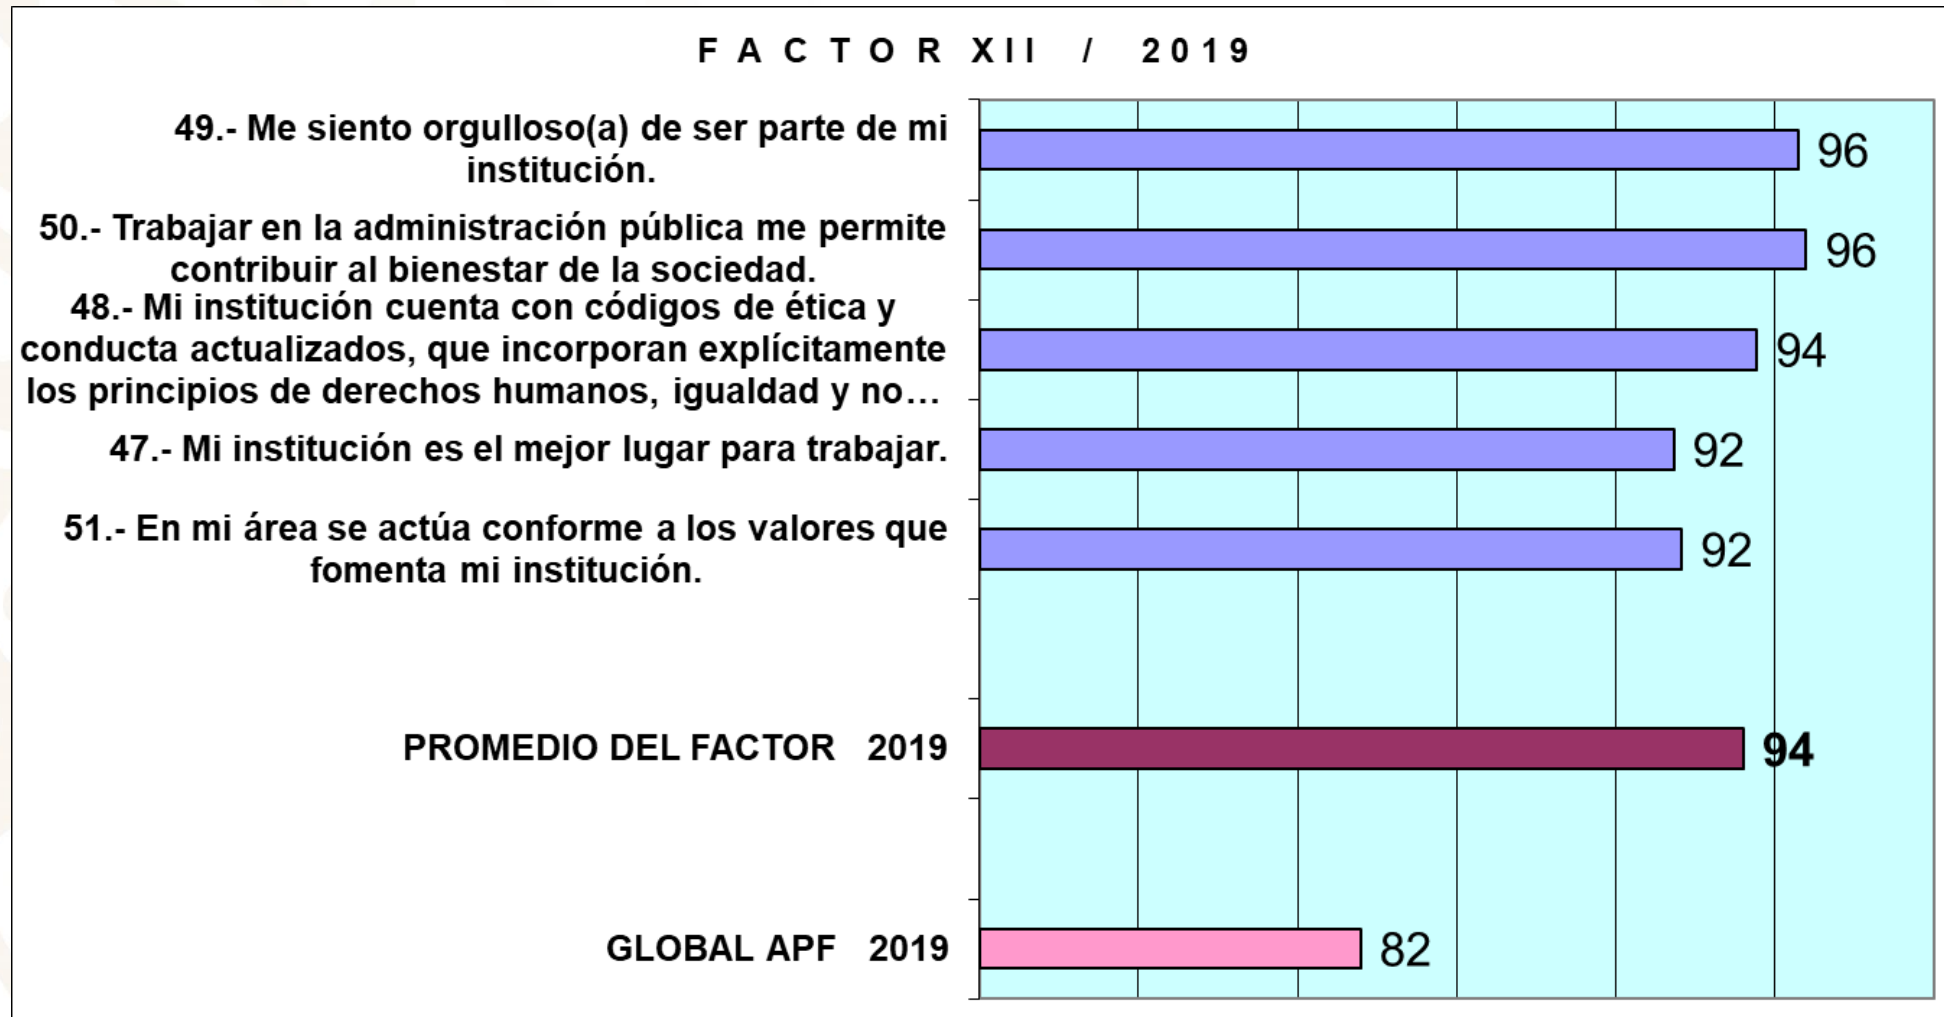 FACTOR XII / 2019
49.- Me siento orgulloso(a) de ser parte de mi
institución.
96
50.- Trabajar en la administración pública me permite
contribuir al bienestar de la sociedad.
96
48.- Mi institución cuenta con códigos de ética y
conducta actualizados, que incorporan explícitamente
los principios de derechos humanos, igualdad y no…
94
47.- Mi institución es el mejor lugar para trabajar.
92
51.- En mi área se actúa conforme a los valores que
fomenta mi institución.
92
PROMEDIO DEL FACTOR 2019
94
GLOBAL APF 2019
82